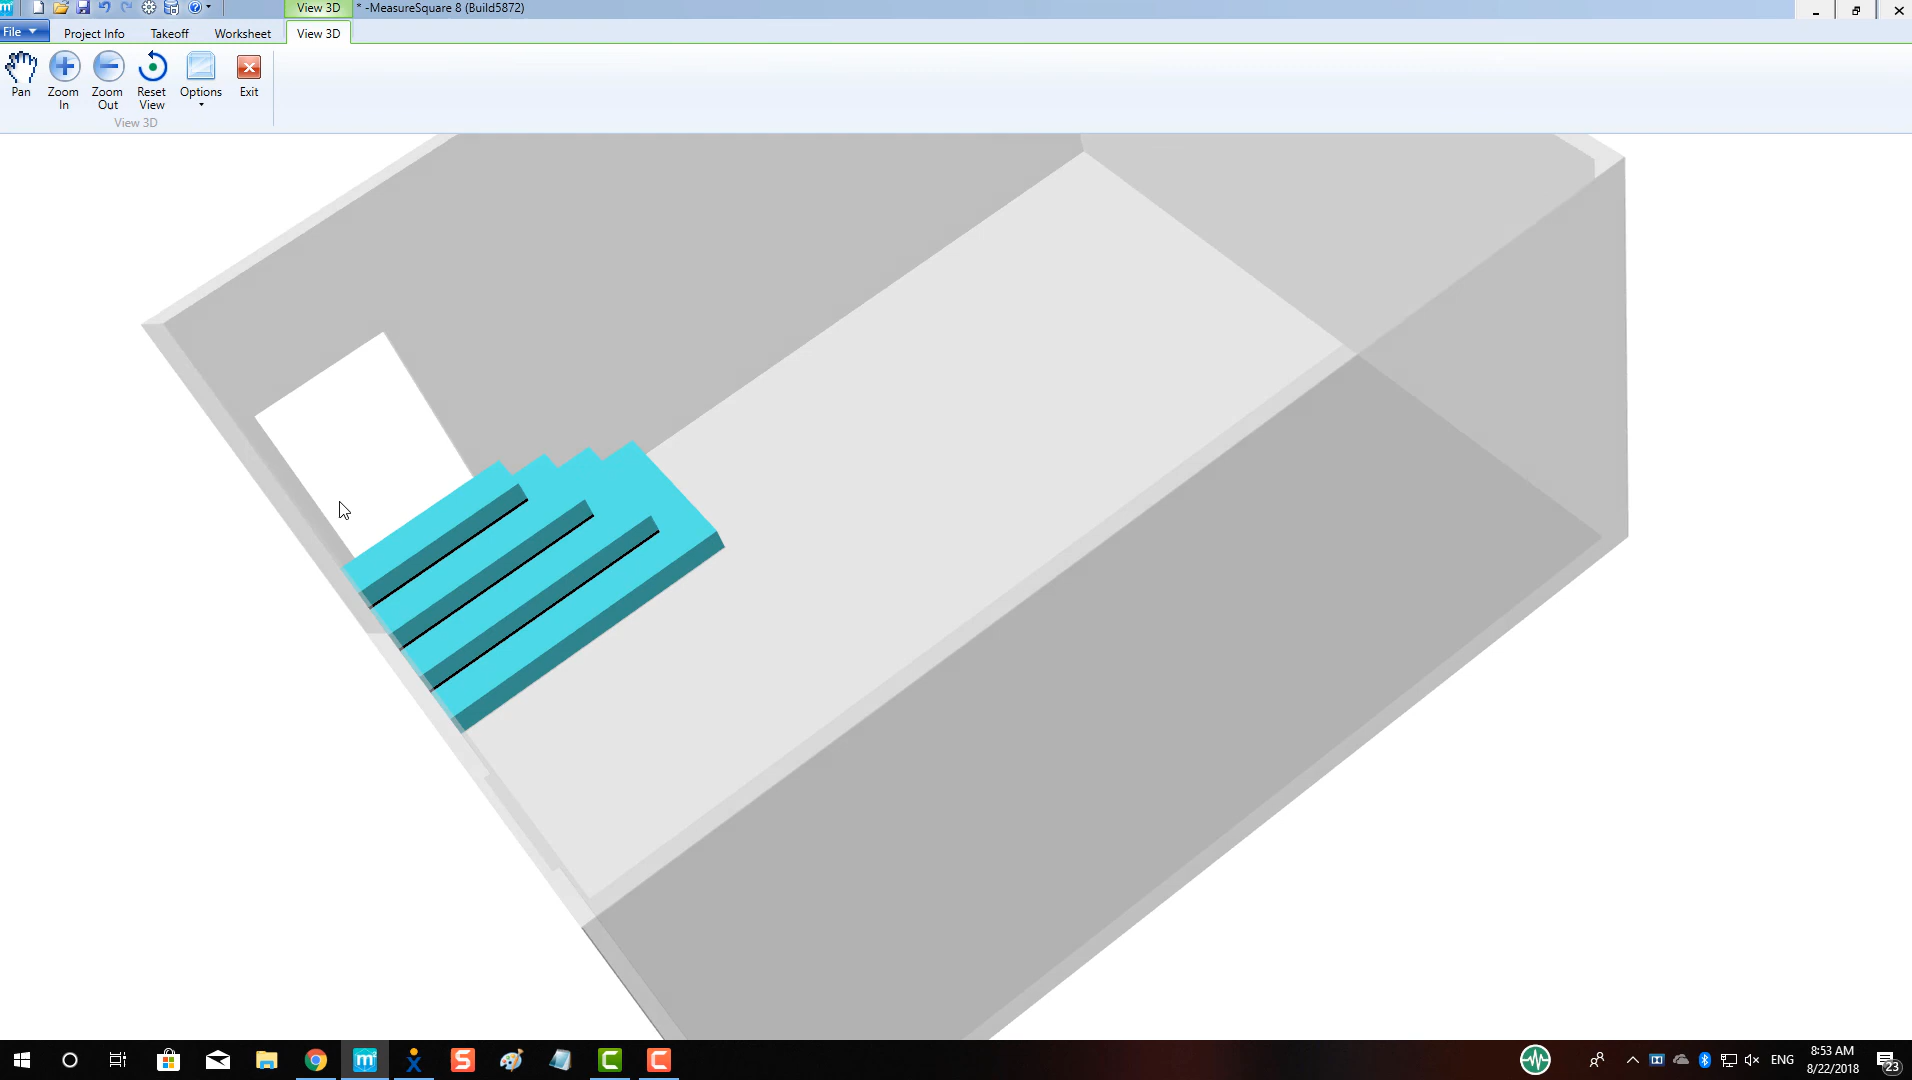 View 3D
* -MeasureSquare 8 (Build5872)
File
Project Info
Takeoff
Worksheet
View 3D
Pan
Zoom In
Zoom Out
Reset View
Options
Exit
View 3D
ENG
8:53 AM
8/22/2018
23